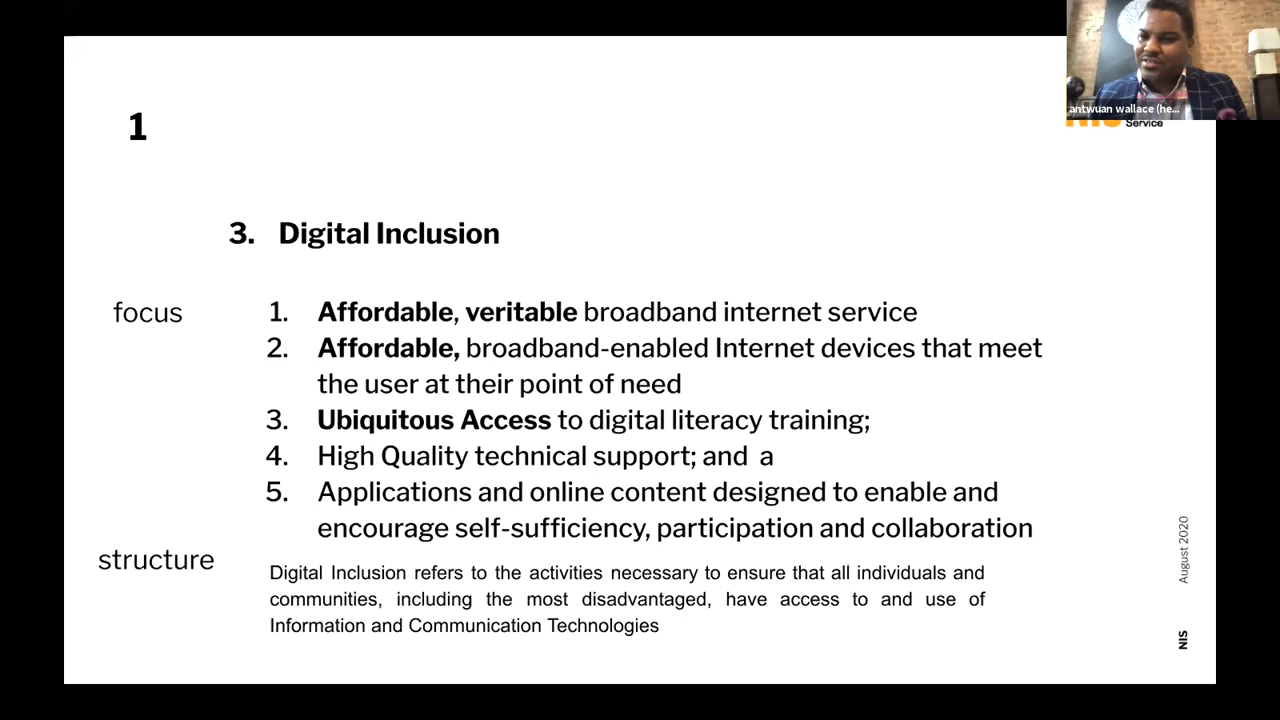 antwuan wallace (he...
NIS
Service
1
3. Digital Inclusion
focus
1. Affordable, veritable broadband internet service
2. Affordable, broadband-enabled Internet devices that meet
the user at their point of need
3. Ubiquitous Access to digital literacy training;
4. High Quality technical support; and a
5. Applications and online content designed to enable and
encourage self-sufficiency, participation and collaboration
structure
Digital Inclusion refers to the activities necessary to ensure that all individuals and
communities, including the most disadvantaged, have access to and use of
Information and Communication Technologies
August 2020
NIS